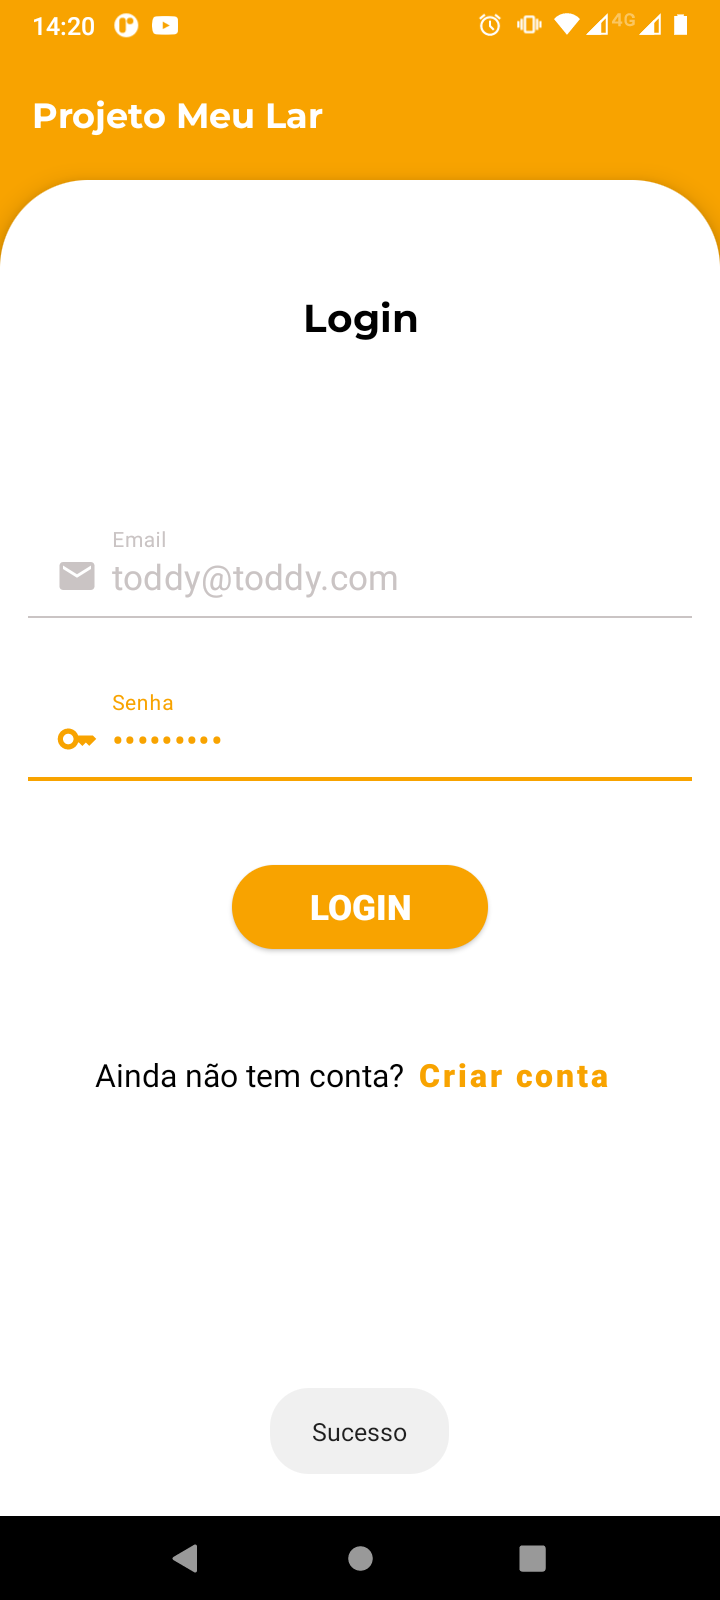 14:20
4G
Projeto Meu Lar
Login
Email
toddy@toddy.com
Senha
•••••••••
LOGIN
Ainda não tem conta? Criar conta
Sucesso